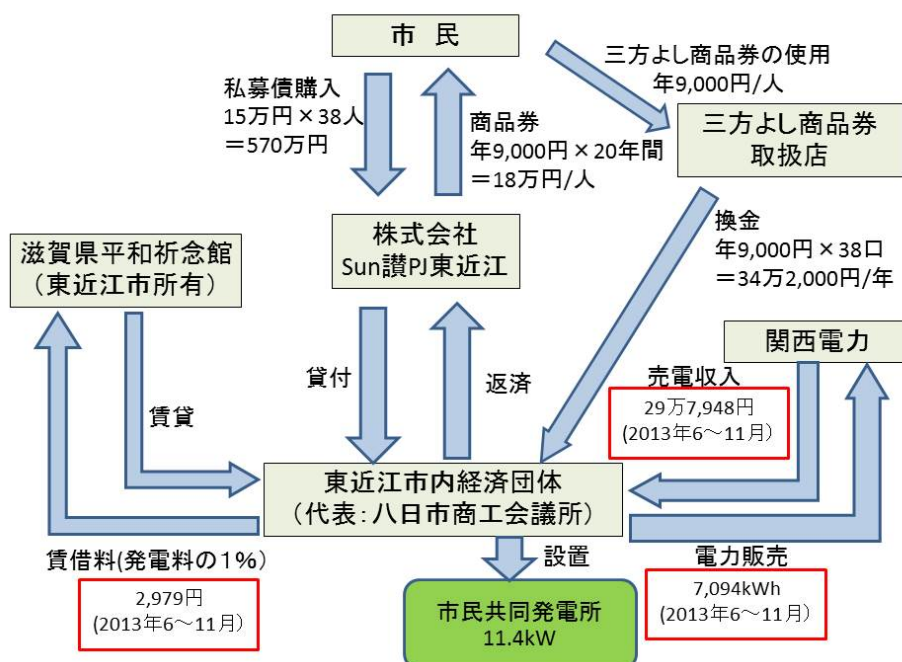 市 民
三方よし商品券の使用
年9,000円/人
私募債購入
15万円×38人
＝570万円
商品券
年9,000円×20年間
＝18万円/人
三方よし商品券
取扱店
滋賀県平和祈念館
（東近江市所有）
株式会社
Sun讃PJ東近江
換金
年9,000円×38口
＝34万2,000円/年
関西電力
貸付
返済
売電収入
29万7,948円
(2013年6～11月)
賃貸
東近江市内経済団体
（代表：八日市商工会議所）
賃借料(発電料の１％)
2,979円
(2013年6～11月)
設置
電力販売
7,094kWh
(2013年6～11月)
市民共同発電所
11.4kW